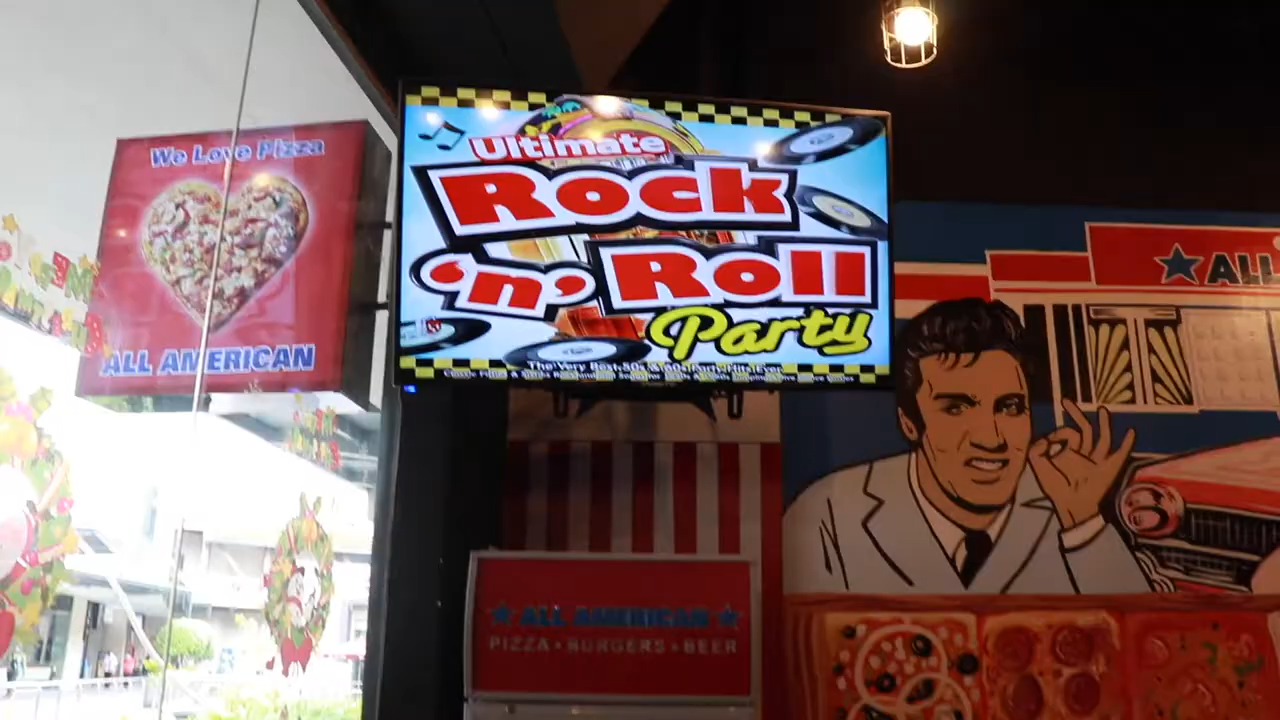 We Love Pizza
ALL AMERICAN
Ultimate
Rock
'n' Roll
Party
The Very Best 50s & 60s Party Hits Ever
ALL
ALL AMERICAN
PIZZA • BURGERS • BEER